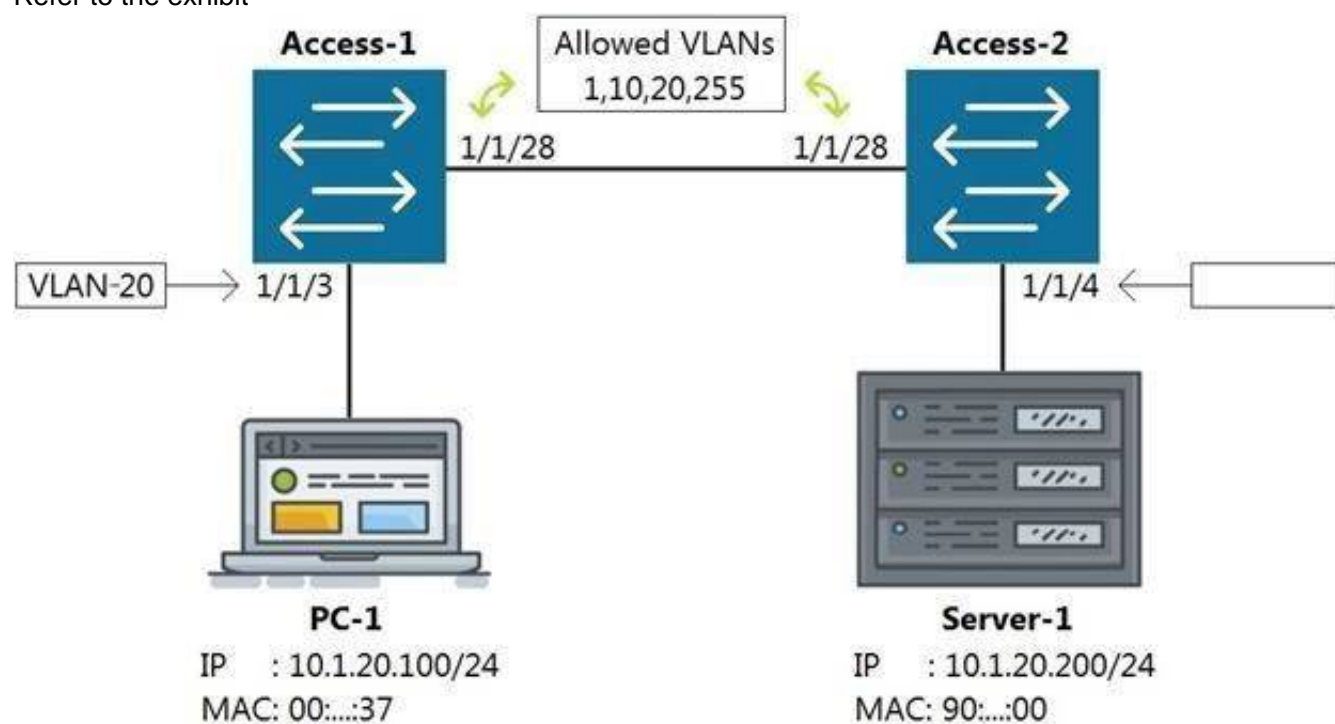 Refer to the exhibit
Access-1
Allowed VLANs
1,10,20,255
Access-2
1/1/28
1/1/28
VLAN-20
1/1/3
1/1/4
PC-1
IP : 10.1.20.100/24
MAC: 00:...:37
Server-1
IP : 10.1.20.200/24
MAC: 90:...:00